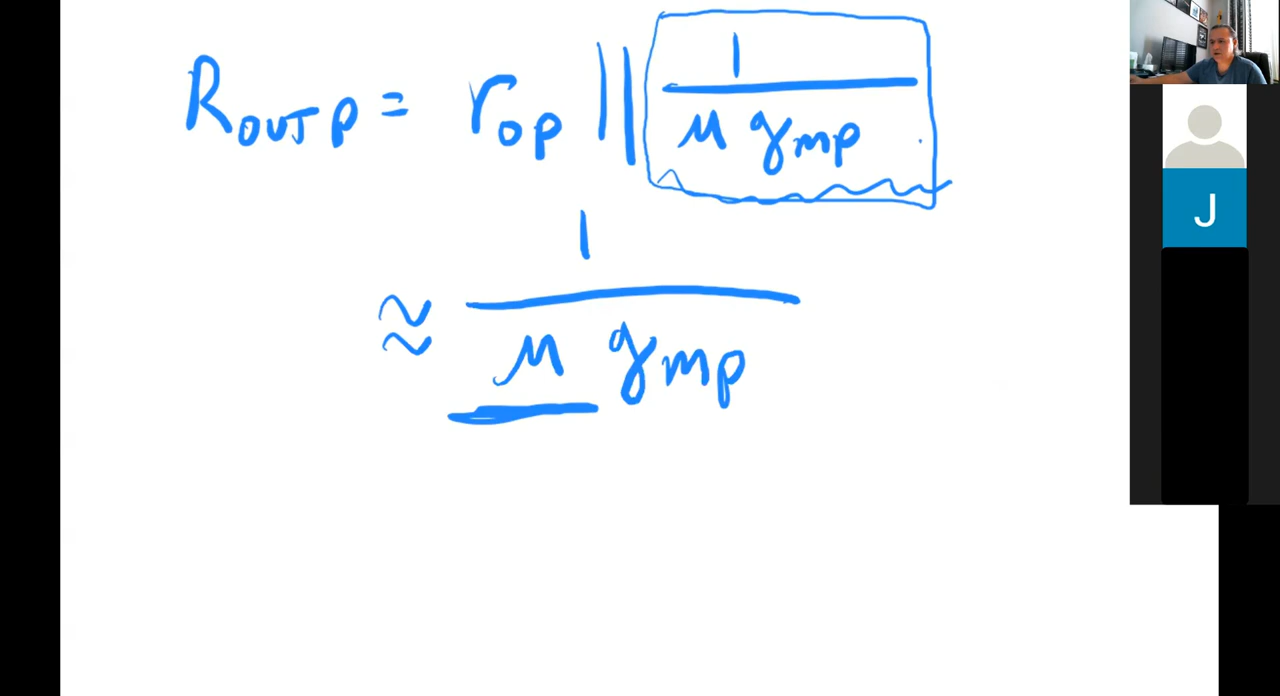 R_OUTP = r_op || 1 / (μ g_mp)
≈ 1 / (μ g_mp)
J